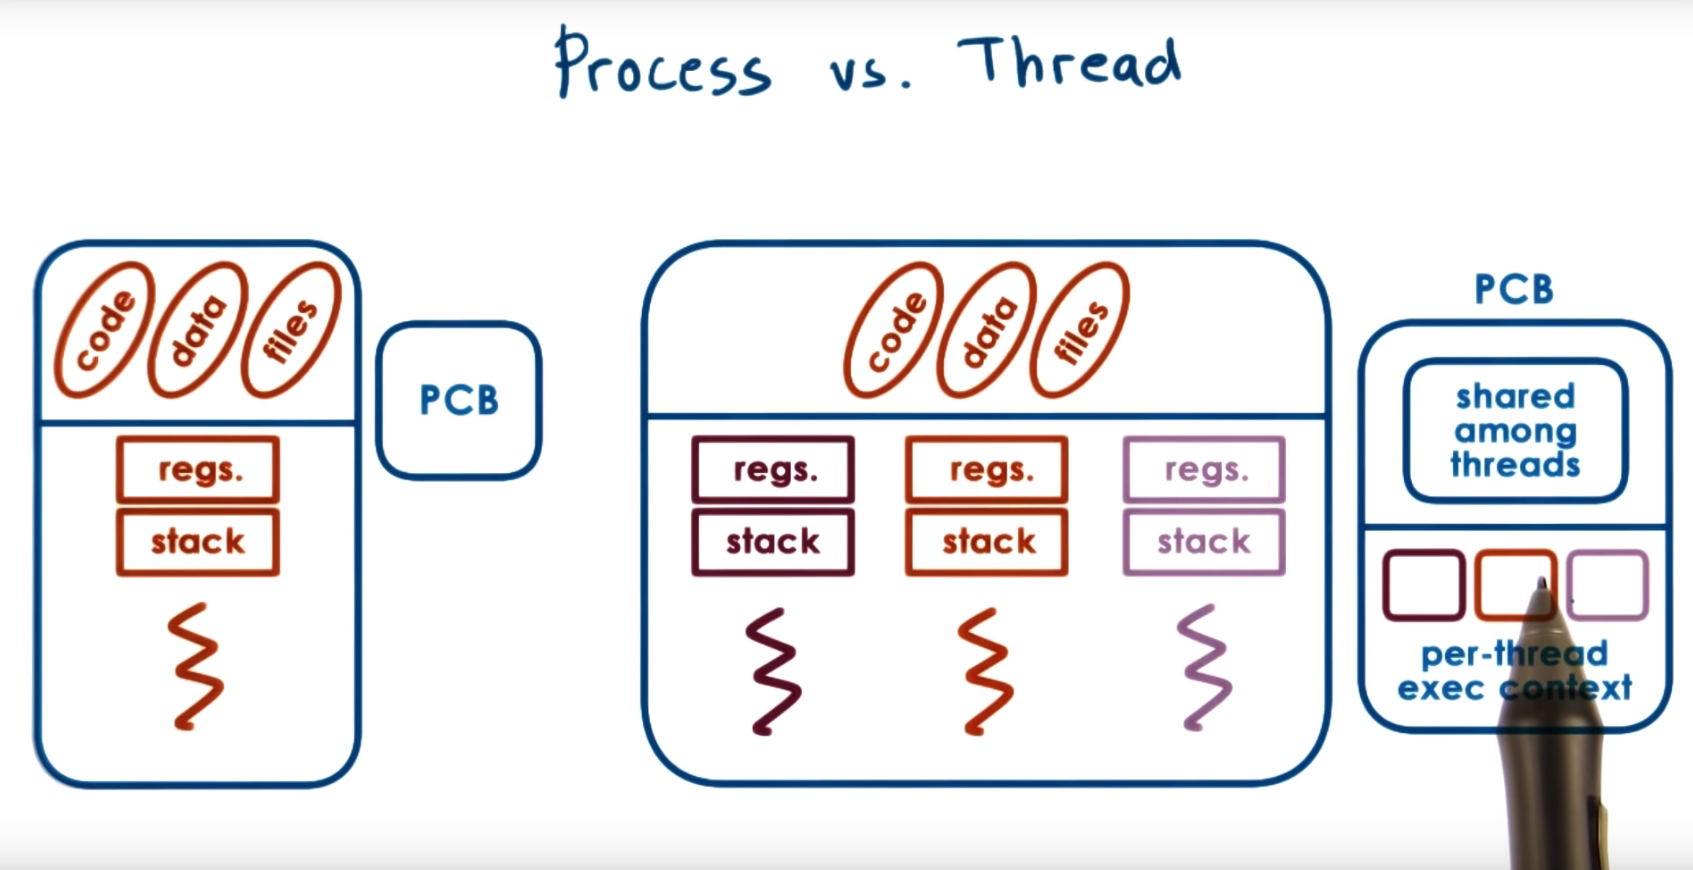 Process vs. Thread
code data files
PCB
regs.
stack
code data files
regs. regs. regs.
stack stack stack
PCB
shared
among
threads
per-thread
exec context